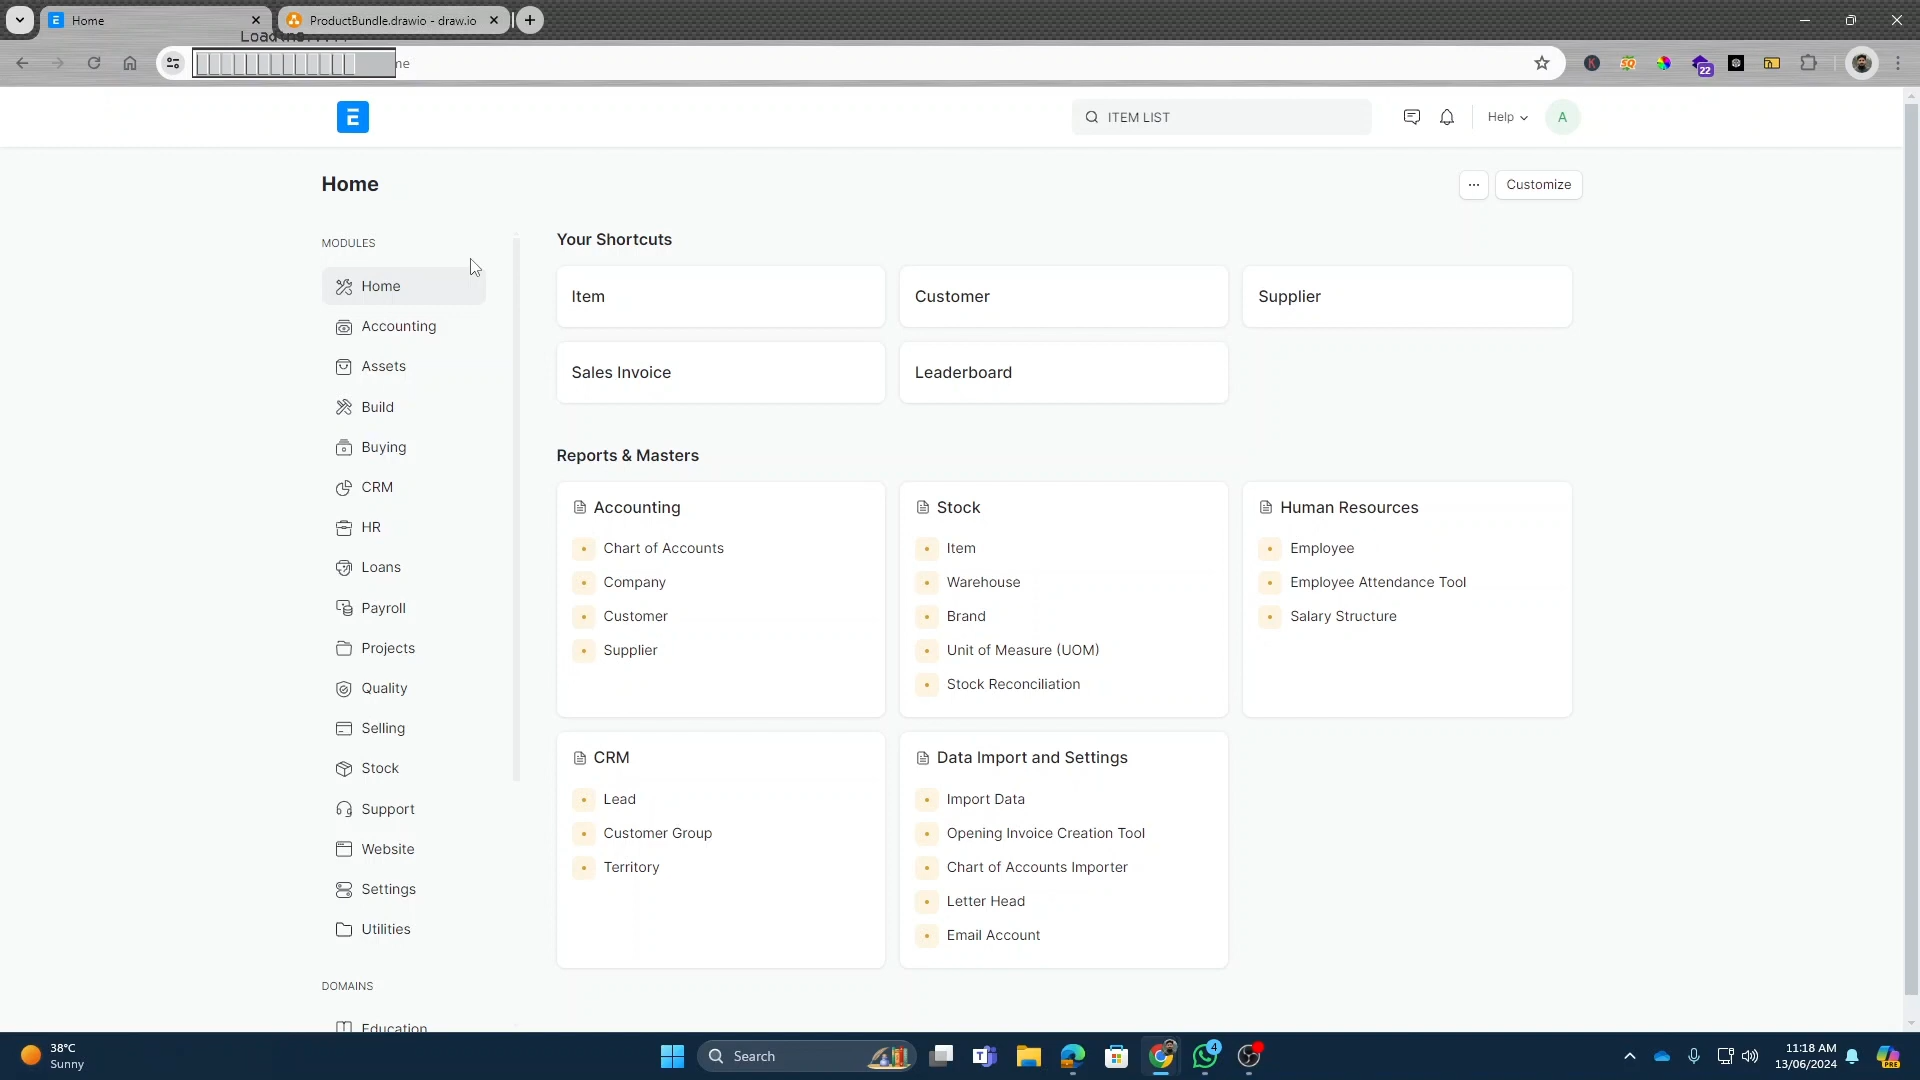 Home
ProductBundle.drawio - draw.io
me
SQ
22
E
ITEM LIST
Help
A
Home
Customize
MODULES
Home
Accounting
Assets
Build
Buying
CRM
HR
Loans
Payroll
Projects
Quality
Selling
Stock
Support
Website
Settings
Utilities
DOMAINS
Education
Your Shortcuts
Item
Customer
Supplier
Sales Invoice
Leaderboard
Reports & Masters
Accounting
Chart of Accounts
Company
Customer
Supplier
Stock
Item
Warehouse
Brand
Unit of Measure (UOM)
Stock Reconciliation
Human Resources
Employee
Employee Attendance Tool
Salary Structure
CRM
Lead
Customer Group
Territory
Data Import and Settings
Import Data
Opening Invoice Creation Tool
Chart of Accounts Importer
Letter Head
Email Account
38°C
Sunny
Search
4
11:18 AM
13/06/2024